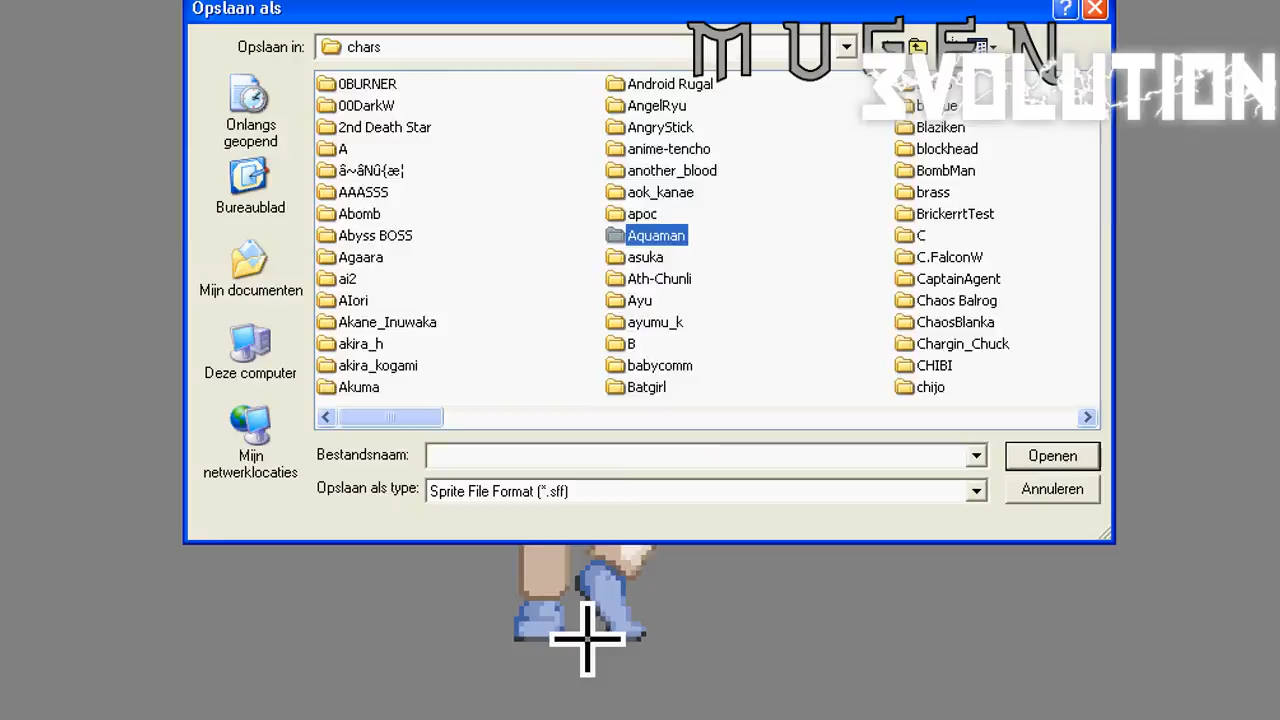 Opslaan als
Opslaan in: chars
MUGEN
3VOLUTION
Onlangs geopend
Bureaublad
Mijn documenten
Deze computer
Mijn netwerklocaties
0BURNER
00DarkW
2nd Death Star
A
â~âNû{æ¦
AAASSS
Abomb
Abyss BOSS
Agaara
ai2
AIori
Akane_Inuwaka
akira_h
akira_kogami
Akuma
Android Rugal
AngelRyu
AngryStick
anime-tencho
another_blood
aok_kanae
apoc
Aquaman
asuka
Ath-Chunli
Ayu
ayumu_k
B
babycomm
Batgirl
Blaziken
blockhead
BombMan
brass
BrickerrtTest
C
C.FalconW
CaptainAgent
Chaos Balrog
ChaosBlanka
Chargin_Chuck
CHIBI
chijo
Bestandsnaam:
Openen
Opslaan als type: Sprite File Format (*.sff)
Annuleren